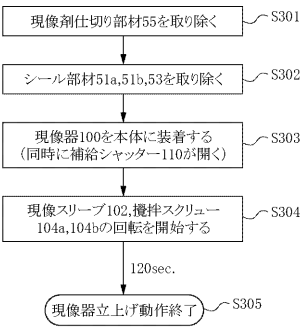 現像剤仕切り部材55を取り除く
S301
シール部材51a,51b,53を取り除く
S302
現像器100を本体に装着する
(同時に補給シャッター110が開く)
S303
現像スリーブ102,攪拌スクリュー
104a,104bの回転を開始する
S304
120sec.
現像器立上げ動作終了
S305